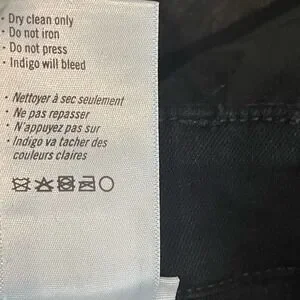 · Dry clean only
· Do not iron
· Do not press
· Indigo will bleed
· Nettoyer à sec seulement
· Ne pas repasser
· N'appuyez pas sur
· Indigo va tacher des
couleurs claires